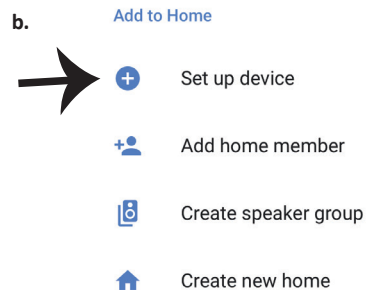 b.
Add to Home
Set up device
Add home member
Create speaker group
Create new home